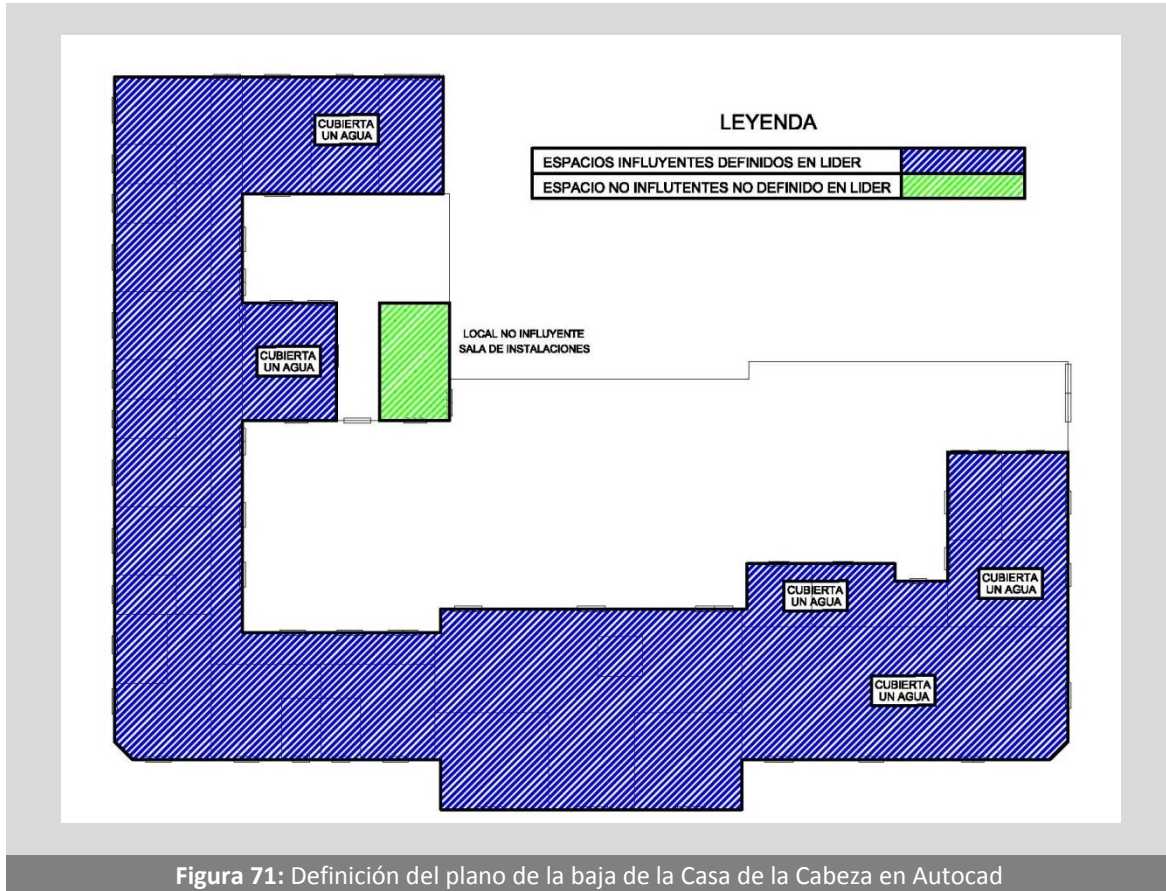 CUBIERTA
UN AGUA
LEYENDA
ESPACIOS INFLUYENTES DEFINIDOS EN LIDER
ESPACIO NO INFLUTENTES NO DEFINIDO EN LIDER
LOCAL NO INFLUYENTE
SALA DE INSTALACIONES
CUBIERTA
UN AGUA
CUBIERTA
UN AGUA
CUBIERTA
UN AGUA
CUBIERTA
UN AGUA
Figura 71: Definición del plano de la baja de la Casa de la Cabeza en Autocad